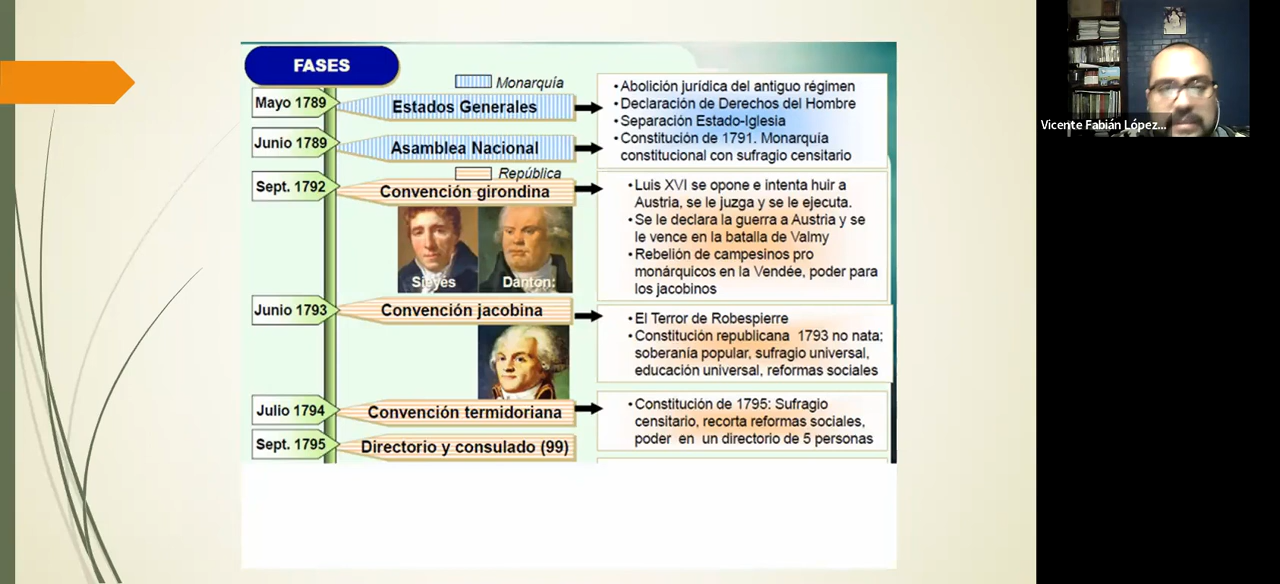 FASES
Monarquía
Mayo 1789
Estados Generales
•Abolición jurídica del antiguo régimen
•Declaración de Derechos del Hombre
•Separación Estado-Iglesia
•Constitución de 1791. Monarquía
constitucional con sufragio censitario
Junio 1789
Asamblea Nacional
República
Sept. 1792
Convención girondina
•Luis XVI se opone e intenta huir a
Austria, se le juzga y se le ejecuta.
•Se le declara la guerra a Austria y se
le vence en la batalla de Valmy
•Rebelión de campesinos pro
monárquicos en la Vendée, poder para
los jacobinos
Sieyes
Danton:
Junio 1793
Convención jacobina
•El Terror de Robespierre
•Constitución republicana 1793 no nata;
soberanía popular, sufragio universal,
educación universal, reformas sociales
Julio 1794
Convención termidoriana
•Constitución de 1795: Sufragio
censitario, recorta reformas sociales,
poder en un directorio de 5 personas
Sept. 1795
Directorio y consulado (99)
Vicente Fabián López...